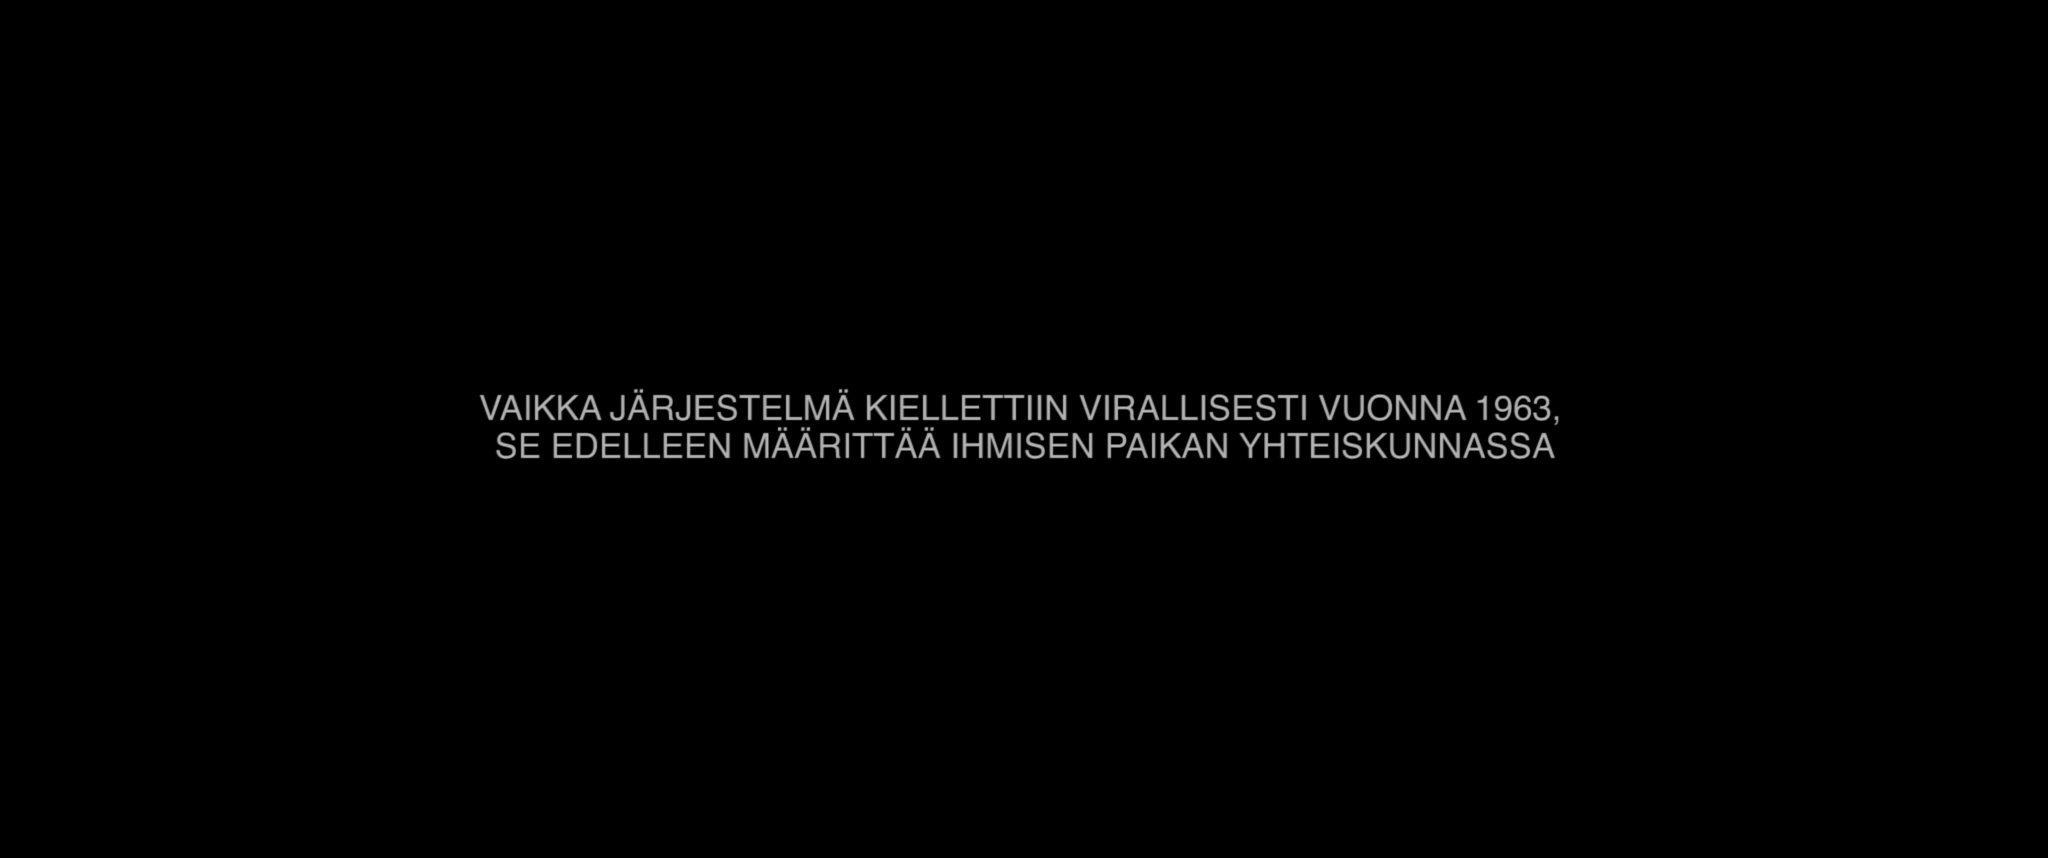 VAIKKA JÄRJESTELMÄ KIELLETTIIN VIRALLISESTI VUONNA 1963,
SE EDELLEEN MÄÄRITTÄÄ IHMISEN PAIKAN YHTEISKUNNASSA